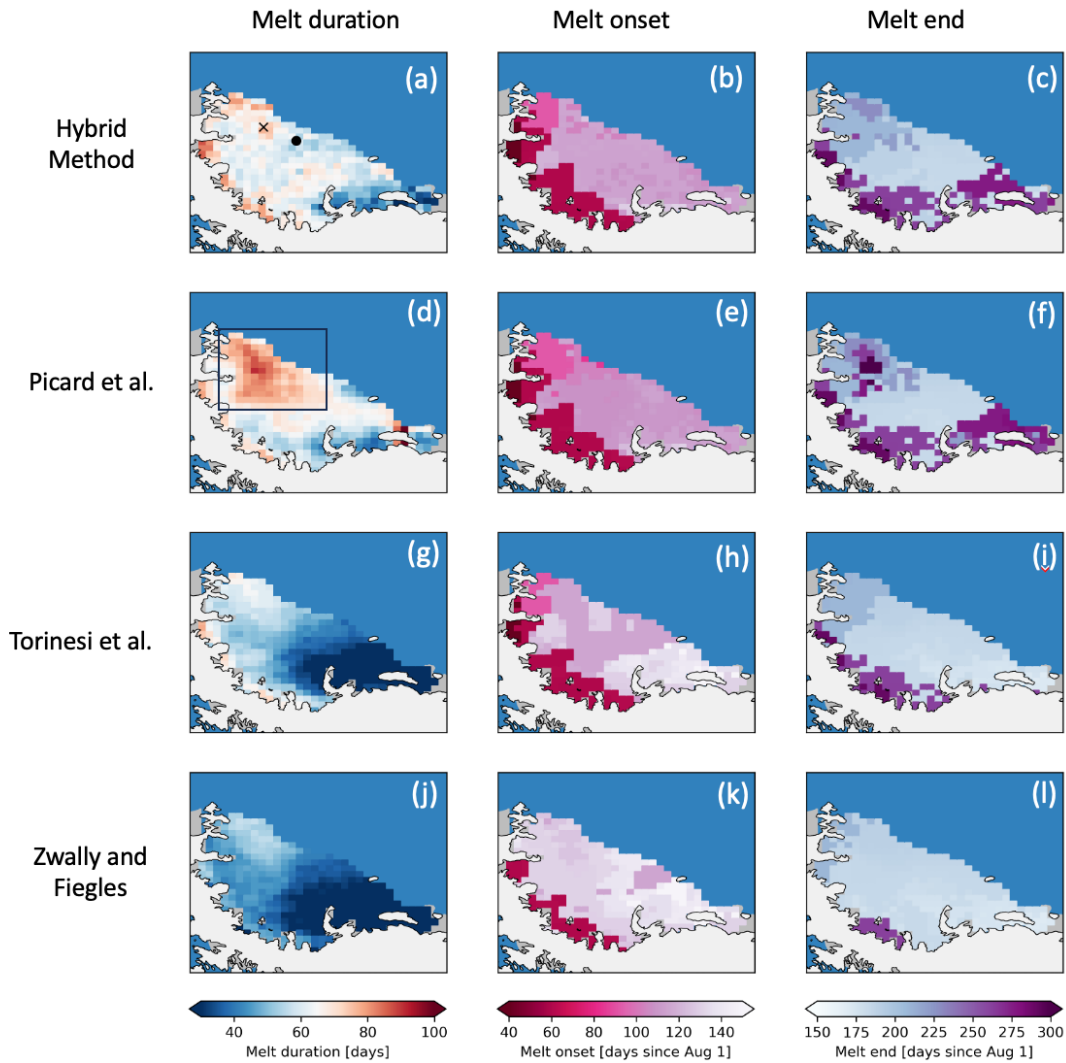 Melt duration
Melt onset
Melt end
Hybrid
Method
(a)
(b)
(c)
Picard et al.
(d)
(e)
(f)
Torinesi et al.
(g)
(h)
(i)
Zwally and
Fiegles
(j)
(k)
(l)
40 60 80 100
Melt duration [days]
40 60 80 100 120 140
Melt onset [days since Aug 1]
150 175 200 225 250 275 300
Melt end [days since Aug 1]